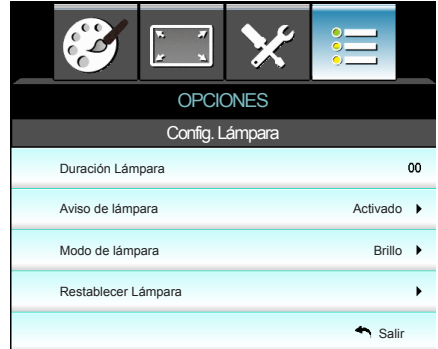 OPCIONES
Config. Lámpara
Duración Lámpara 00
Aviso de lámpara Activado
Modo de lámpara Brillo
Restablecer Lámpara
Salir